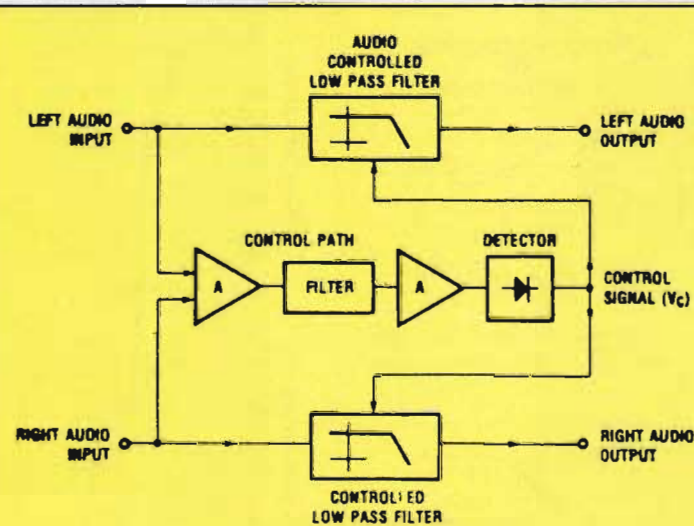 AUDIO
CONTROLLED
LOW PASS FILTER
LEFT AUDIO
INPUT
LEFT AUDIO
OUTPUT
CONTROL PATH
DETECTOR
A
FILTER
A
CONTROL
SIGNAL (VC)
RIGHT AUDIO
INPUT
RIGHT AUDIO
OUTPUT
CONTROLLED
LOW PASS FILTER